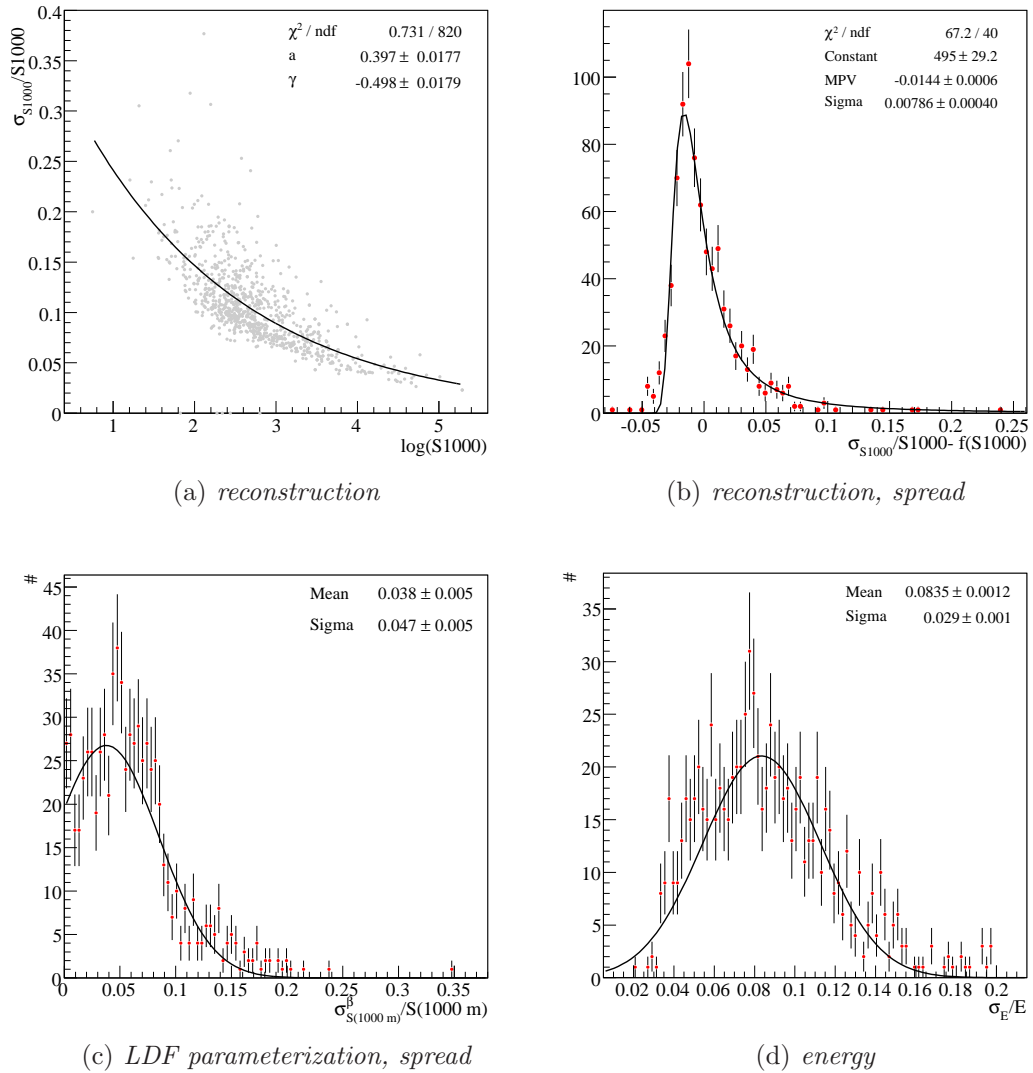 σ_S1000/S1000
0.4
0.35
0.3
0.25
0.2
0.15
0.1
0.05
0
1 2 3 4 5
log(S1000)
χ² / ndf 0.731 / 820
a 0.397 ± 0.0177
γ -0.498 ± 0.0179
(a) reconstruction
100
80
60
40
20
0
-0.05 0 0.05 0.1 0.15 0.2 0.25
σ_S1000/S1000- f(S1000)
χ² / ndf 67.2 / 40
Constant 495 ± 29.2
MPV -0.0144 ± 0.0006
Sigma 0.00786 ± 0.00040
(b) reconstruction, spread
#
45
40
35
30
25
20
15
10
5
0
0 0.05 0.1 0.15 0.2 0.25 0.3 0.35
σ^β_S(1000 m)/S(1000 m)
Mean 0.038 ± 0.005
Sigma 0.047 ± 0.005
(c) LDF parameterization, spread
#
35
30
25
20
15
10
5
0
0.02 0.04 0.06 0.08 0.1 0.12 0.14 0.16 0.18 0.2
σ_E/E
Mean 0.0835 ± 0.0012
Sigma 0.029 ± 0.001
(d) energy